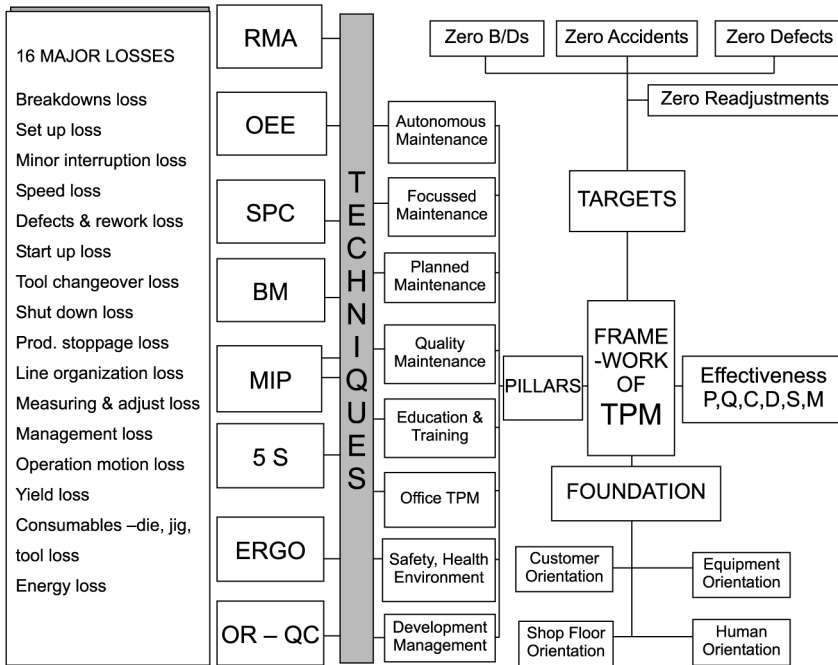 16 MAJOR LOSSES
Breakdowns loss
Set up loss
Minor interruption loss
Speed loss
Defects & rework loss
Start up loss
Tool changeover loss
Shut down loss
Prod. stoppage loss
Line organization loss
Measuring & adjust loss
Management loss
Operation motion loss
Yield loss
Consumables –die, jig,
tool loss
Energy loss
RMA
OEE
SPC
BM
MIP
5 S
ERGO
OR – QC
TECHNIQUES
Autonomous
Maintenance
Focussed
Maintenance
Planned
Maintenance
Quality
Maintenance
Education &
Training
Office TPM
Safety, Health
Environment
Development
Management
PILLARS
Zero B/Ds
Zero Accidents
Zero Defects
Zero Readjustments
TARGETS
FRAME
-WORK
OF
TPM
Effectiveness
P,Q,C,D,S,M
FOUNDATION
Customer
Orientation
Equipment
Orientation
Shop Floor
Orientation
Human
Orientation